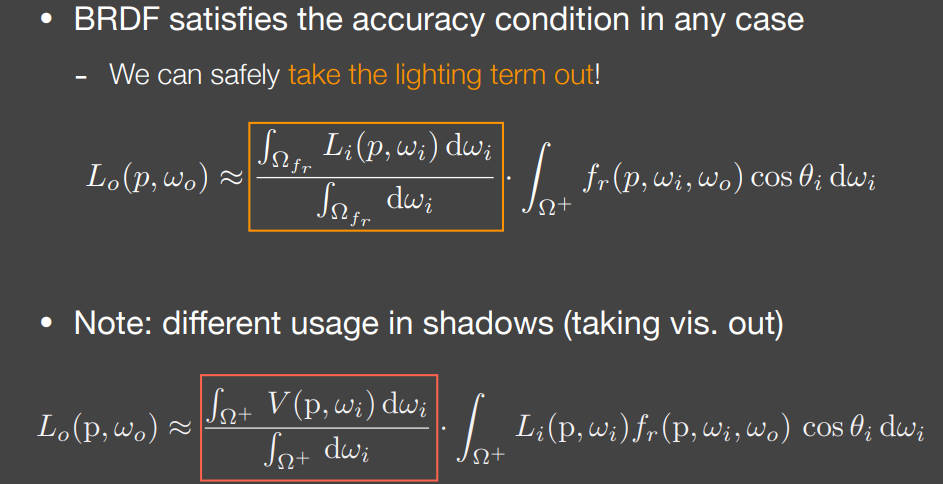 • BRDF satisfies the accuracy condition in any case
- We can safely take the lighting term out!
$L_o(p, \omega_o) \approx \frac{\int_{\Omega_{f_r}} L_i(p, \omega_i) \, \mathrm{d}\omega_i}{\int_{\Omega_{f_r}} \mathrm{d}\omega_i} \cdot \int_{\Omega^+} f_r(p, \omega_i, \omega_o) \cos \theta_i \, \mathrm{d}\omega_i$
• Note: different usage in shadows (taking vis. out)
$L_o(\mathrm{p}, \omega_o) \approx \frac{\int_{\Omega^+} V(\mathrm{p}, \omega_i) \, \mathrm{d}\omega_i}{\int_{\Omega^+} \mathrm{d}\omega_i} \cdot \int_{\Omega^+} L_i(\mathrm{p}, \omega_i) f_r(\mathrm{p}, \omega_i, \omega_o) \cos \theta_i \, \mathrm{d}\omega_i$